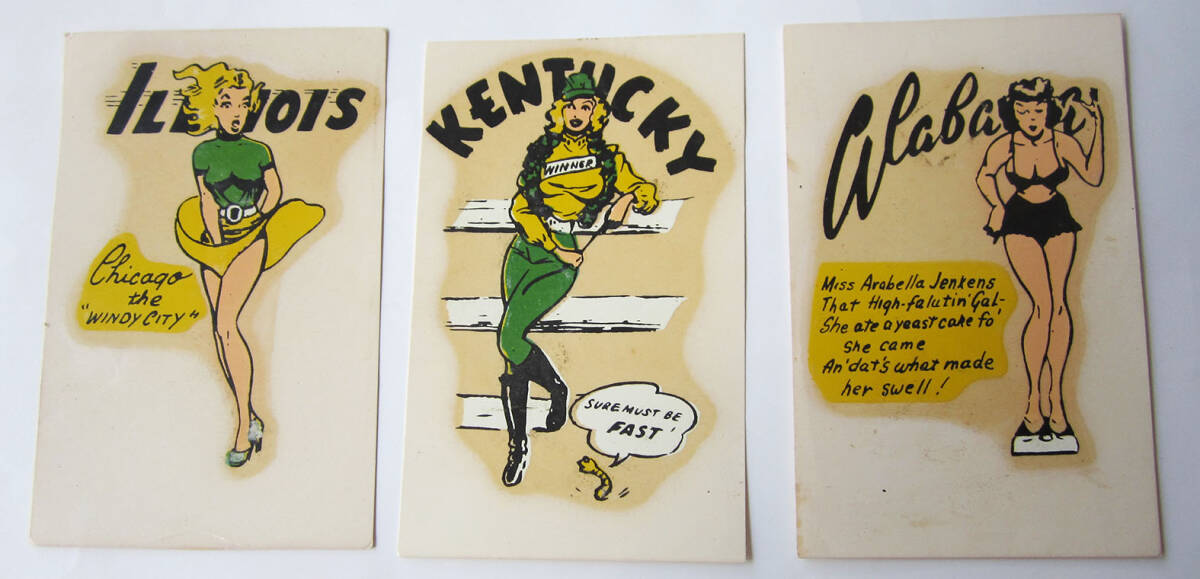 ILLINOIS
Chicago
the
"WINDY CITY"
KENTUCKY
WINNER
SURE MUST BE
FAST'
Alabama
Miss Arabella Jenkens
That High-falutin' Gal-
She ate a yeast cake fo'
she came
An' dat's what made
her swell!